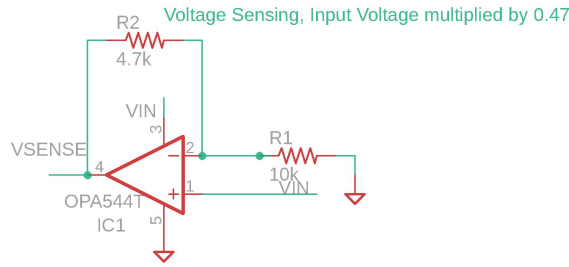 Voltage Sensing, Input Voltage multiplied by 0.47
R2
4.7k
VIN
3
VSENSE
4
2
R1
10k
VIN
1
OPA544T
IC1
5